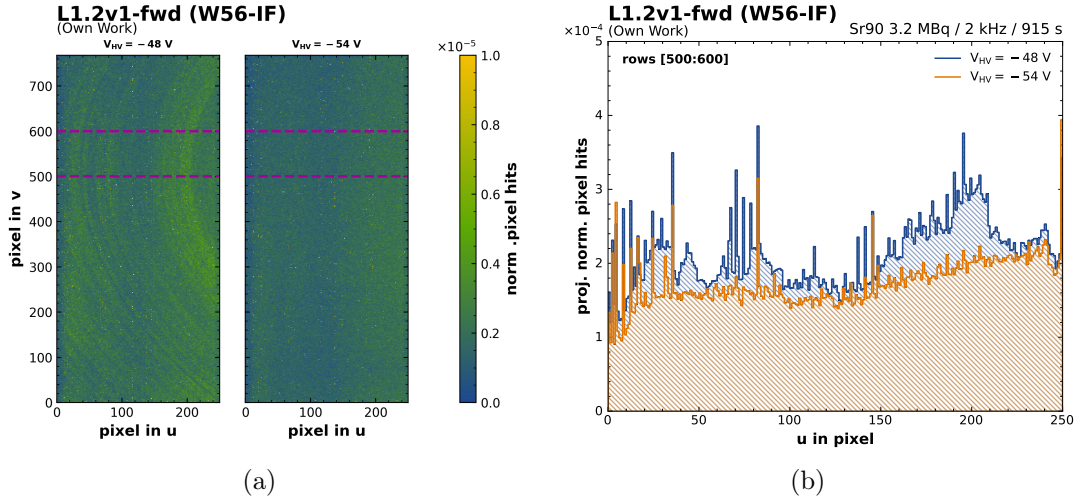 L1.2v1-fwd (W56-IF)
(Own Work)
V_HV = −48 V
V_HV = −54 V
×10⁻⁵
pixel in v
700
600
500
400
300
200
100
0
0
100
200
pixel in u
0
100
200
pixel in u
1.0
0.8
0.6
0.4
0.2
0.0
norm .pixel hits
(a)
L1.2v1-fwd (W56-IF)
×10⁻⁴ (Own Work)
Sr90 3.2 MBq / 2 kHz / 915 s
rows [500:600]
V_HV = −48 V
V_HV = −54 V
proj. norm. pixel hits
5
4
3
2
1
0
0
50
100
150
200
250
u in pixel
(b)